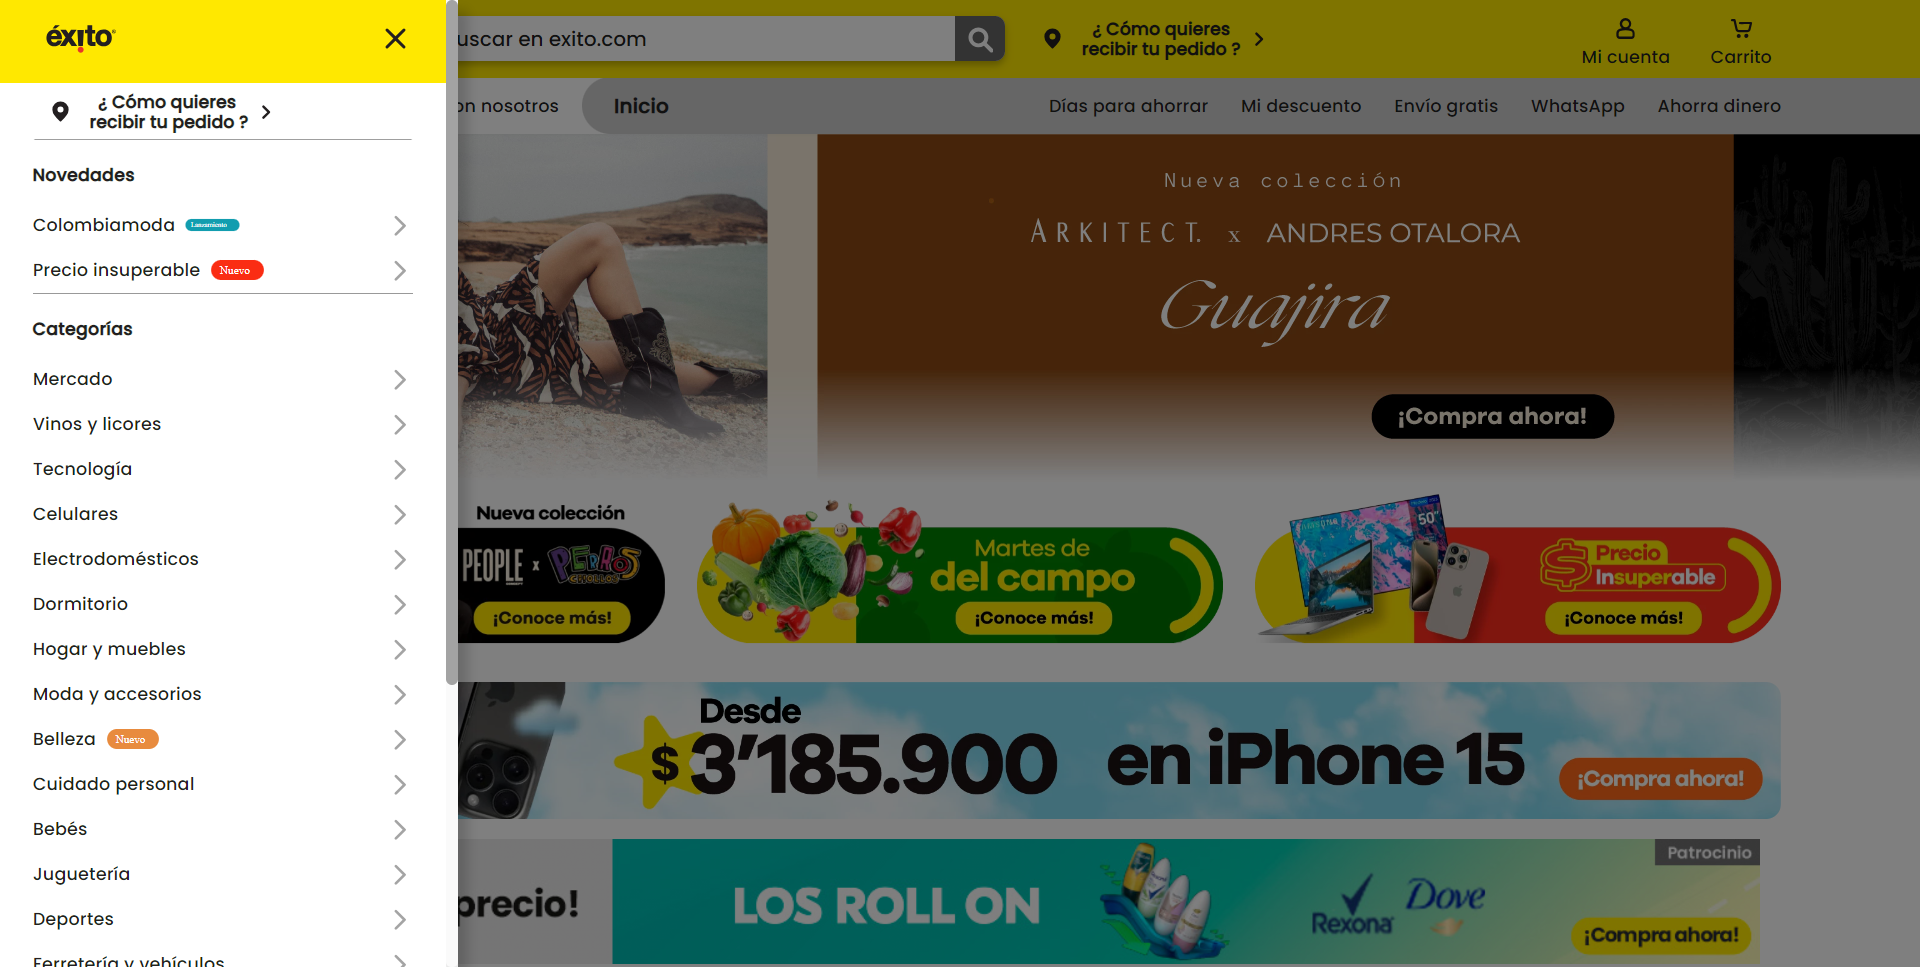 éxito
uscar en exito.com
¿ Cómo quieres
recibir tu pedido ?
Mi cuenta
Carrito
on nosotros
Inicio
Días para ahorrar
Mi descuento
Envío gratis
WhatsApp
Ahorra dinero
¿ Cómo quieres
recibir tu pedido ?
Novedades
Colombiamoda
Lanzamiento
Precio insuperable
Nuevo
Categorías
Mercado
Vinos y licores
Tecnología
Celulares
Electrodomésticos
Dormitorio
Hogar y muebles
Moda y accesorios
Belleza
Nuevo
Cuidado personal
Bebés
Juguetería
Deportes
Ferretería y vehículos
Nueva colección
ARKITECT. x ANDRES OTALORA
Guajira
¡Compra ahora!
Nueva colección
PEOPLE x PERROS
CRIOLLOS
¡Conoce más!
Martes de
del campo
¡Conoce más!
50"
Precio
Insuperable
¡Conoce más!
Desde
$ 3'185.900 en iPhone 15
¡Compra ahora!
precio!
LOS ROLL ON
Rexona
Dove
Patrocinio
¡Compra ahora!